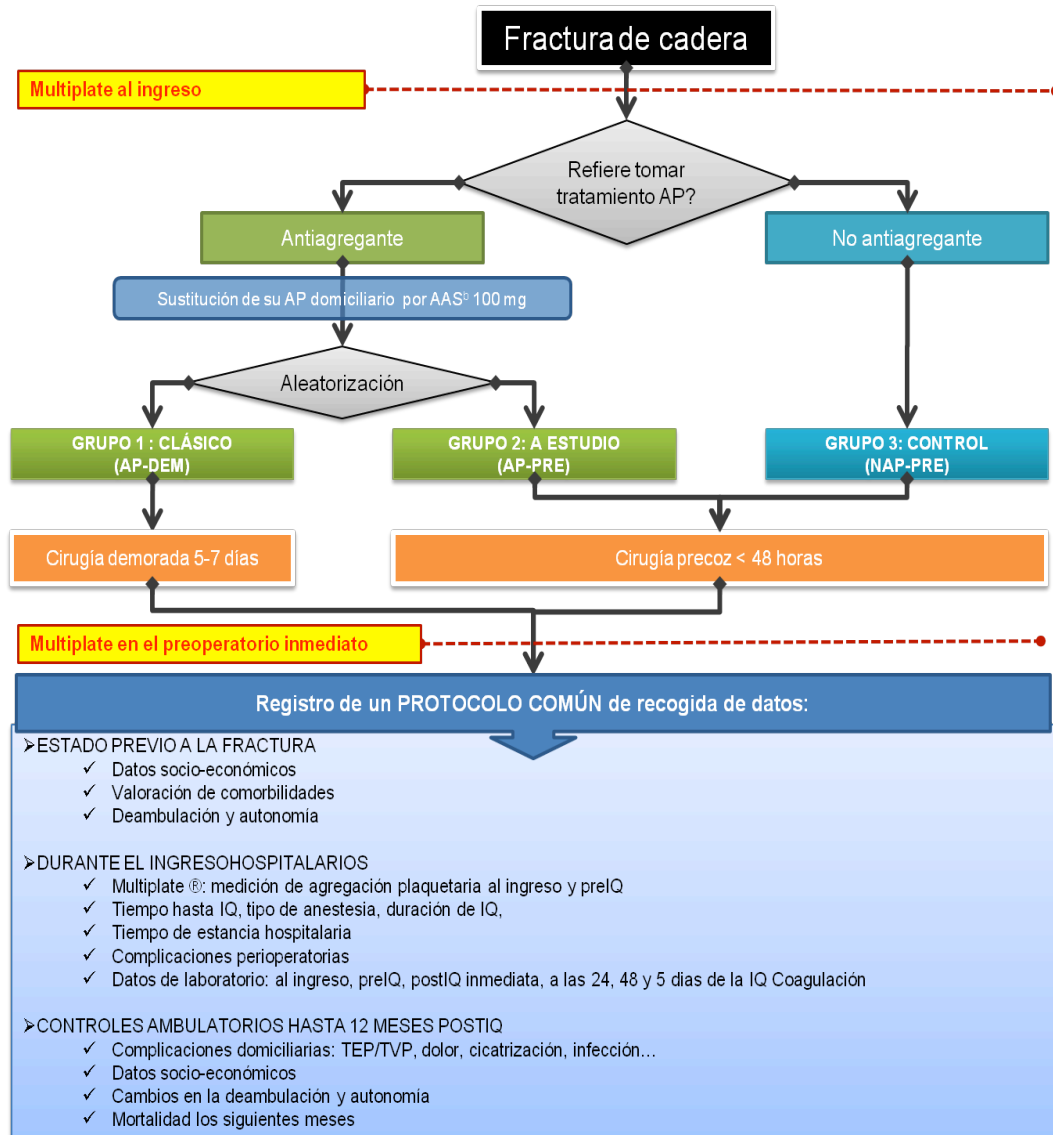 Fractura de cadera
Multiplate al ingreso
Refiere tomar
tratamiento AP?
Antiagregante
No antiagregante
Sustitución de su AP domiciliario por AASᵇ 100 mg
Aleatorización
GRUPO 1 : CLÁSICO
(AP-DEM)
GRUPO 2: A ESTUDIO
(AP-PRE)
GRUPO 3: CONTROL
(NAP-PRE)
Cirugía demorada 5-7 días
Cirugía precoz < 48 horas
Multiplate en el preoperatorio inmediato
Registro de un PROTOCOLO COMÚN de recogida de datos:
➢ESTADO PREVIO A LA FRACTURA
✓ Datos socio-económicos
✓ Valoración de comorbilidades
✓ Deambulación y autonomía
➢DURANTE EL INGRESOHOSPITALARIOS
✓ Multiplate ®: medición de agregación plaquetaria al ingreso y preIQ
✓ Tiempo hasta IQ, tipo de anestesia, duración de IQ,
✓ Tiempo de estancia hospitalaria
✓ Complicaciones perioperatorias
✓ Datos de laboratorio: al ingreso, preIQ, postIQ inmediata, a las 24, 48 y 5 dias de la IQ Coagulación
➢CONTROLES AMBULATORIOS HASTA 12 MESES POSTIQ
✓ Complicaciones domiciliarias: TEP/TVP, dolor, cicatrización, infección…
✓ Datos socio-económicos
✓ Cambios en la deambulación y autonomía
✓ Mortalidad los siguientes meses